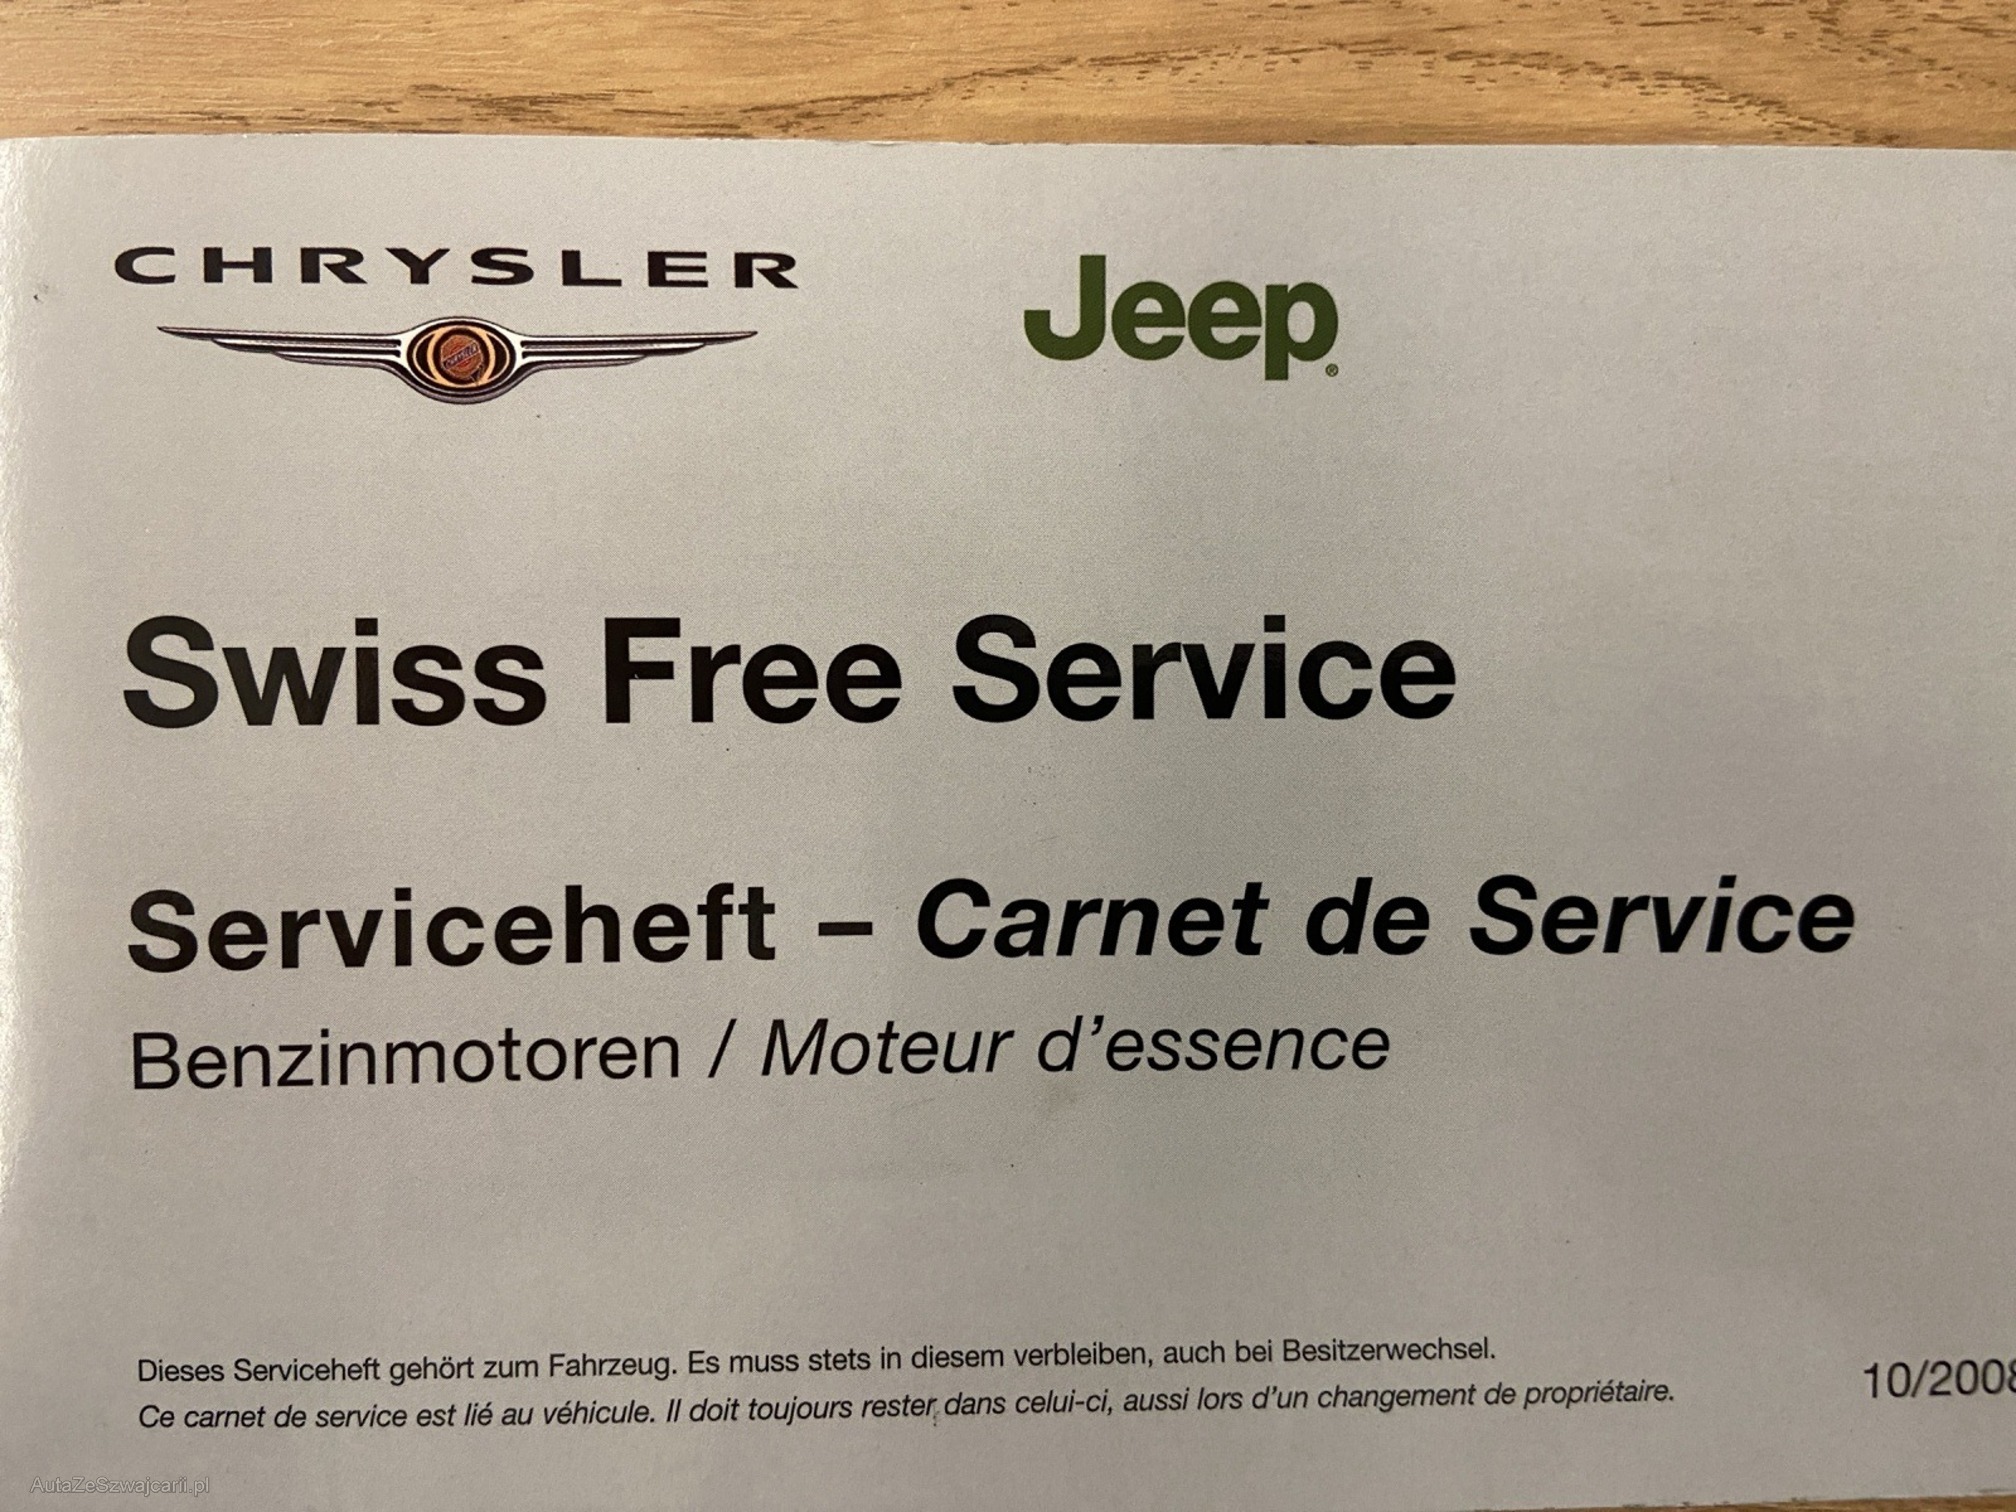 CHRYSLER
Jeep®
Swiss Free Service
Serviceheft – Carnet de Service
Benzinmotoren / Moteur d'essence
Dieses Serviceheft gehört zum Fahrzeug. Es muss stets in diesem verbleiben, auch bei Besitzerwechsel.
Ce carnet de service est lié au véhicule. Il doit toujours rester dans celui-ci, aussi lors d'un changement de propriétaire.
10/2008
AutaZeSzwajcarii.pl